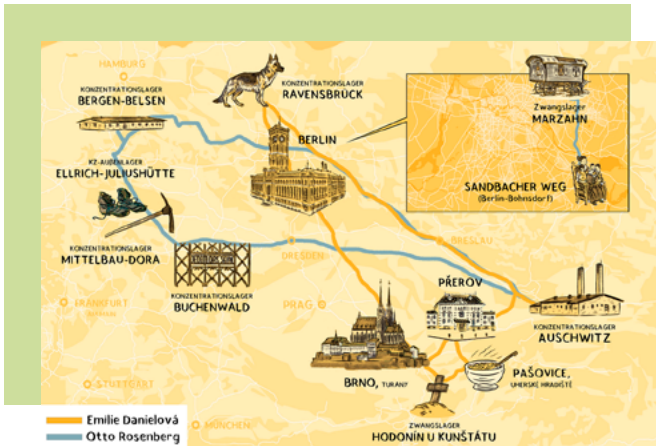 HAMBURG
KONZENTRATIONSLAGER
BERGEN-BELSEN
KONZENTRATIONSLAGER
RAVENSBRÜCK
BERLIN
Zwangslager
MARZAHN
SANDBACHER WEG
(Berlin-Bohnsdorf)
KZ-AUẞENLAGER
ELLRICH-JULIUSHÜTTE
KONZENTRATIONSLAGER
MITTELBAU-DORA
KONZENTRATIONSLAGER
BUCHENWALD
DRESDEN
BRESLAU
PŘEROV
FRANKFURT
PRAG
KONZENTRATIONSLAGER
AUSCHWITZ
BRNO, TUŘANY
PAŠOVICE,
UHERSKÉ HRADIŠTĚ
STUTTGART
MÜNCHEN
ZWANGSLAGER
HODONÍN U KUNŠTÁTU
Emilie Danielová
Otto Rosenberg